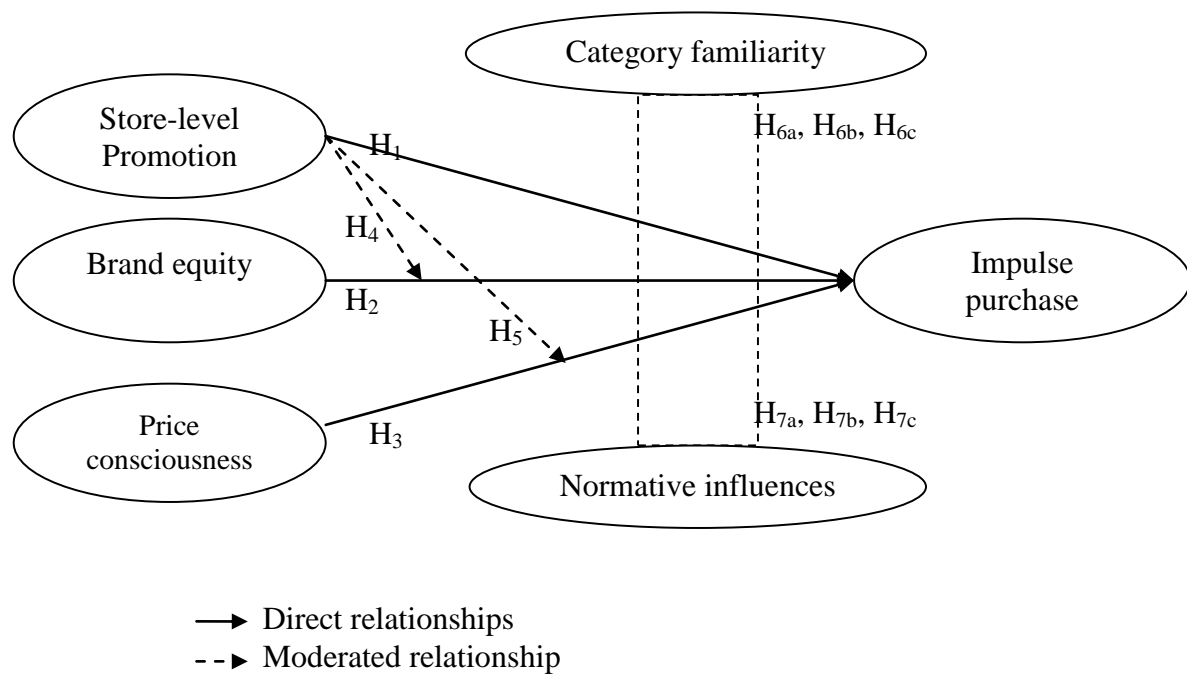 Category familiarity
Store-level
Promotion
H6a, H6b, H6c
H1
H4
Brand equity
Impulse
purchase
H2
H5
Price
consciousness
H3
H7a, H7b, H7c
Normative influences
Direct relationships
Moderated relationship